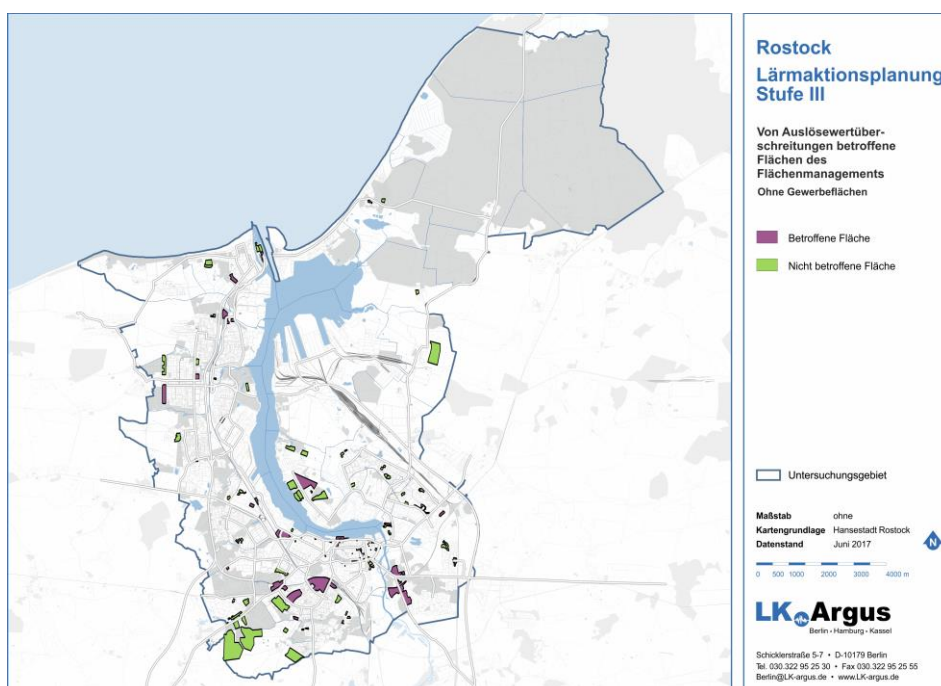 Rostock
Lärmaktionsplanung
Stufe III
Von Auslösewertüber-
schreitungen betroffene
Flächen des
Flächenmanagements
Ohne Gewerbeflächen
Betroffene Fläche
Nicht betroffene Fläche
Untersuchungsgebiet
Maßstab ohne
Kartengrundlage Hansestadt Rostock
Datenstand Juni 2017
N
0 500 1000 2000 3000 4000 m
LK Argus
Berlin • Hamburg • Kassel
Schicklerstraße 5-7 • D-10179 Berlin
Tel. 030.322 95 25 30 • Fax 030.322 95 25 55
Berlin@LK-argus.de • www.LK-argus.de